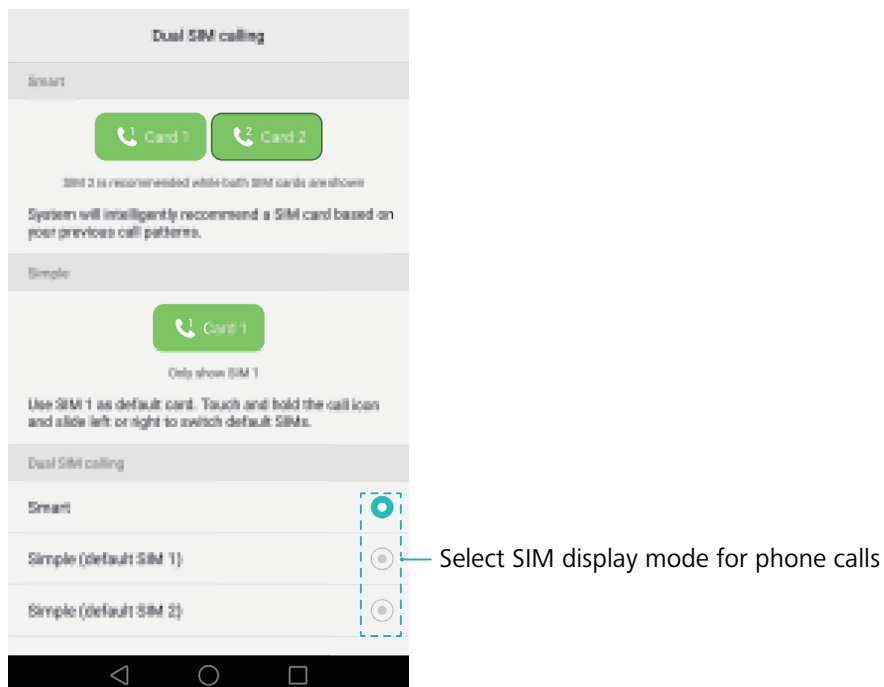 Dual SIM calling
Smart
1 Card 1
2 Card 2
SIM 2 is recommended while both SIM cards are shown
System will intelligently recommend a SIM card based on
your previous call patterns.
Simple
1 Card 1
Only show SIM 1
Use SIM 1 as default card. Touch and hold the call icon
and slide left or right to switch default SIMs.
Dual SIM calling
Smart
Simple (default SIM 1)
Select SIM display mode for phone calls
Simple (default SIM 2)